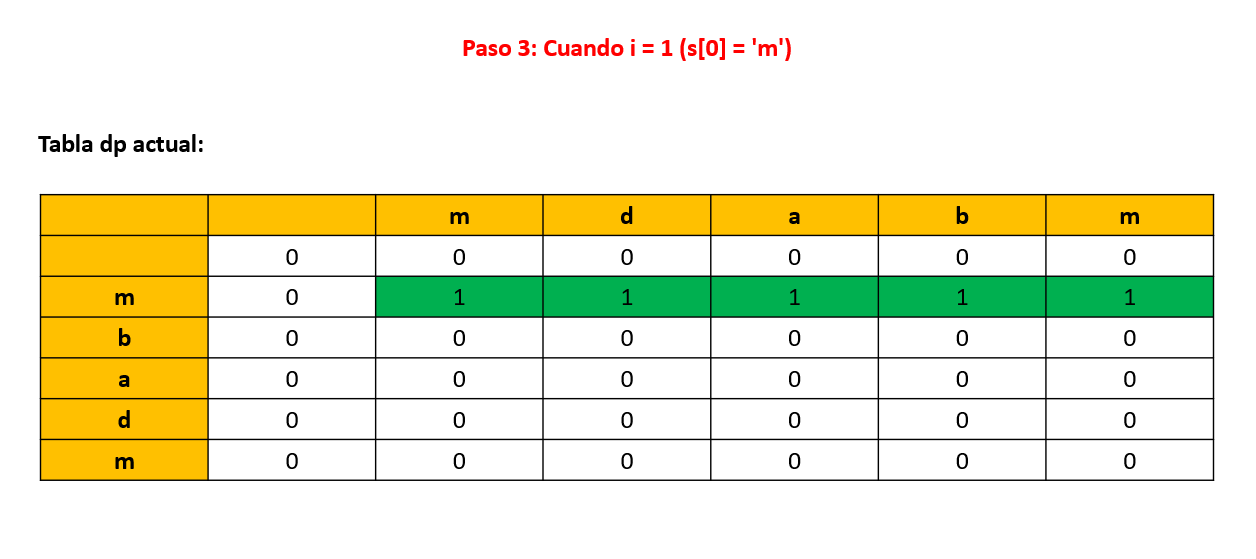 Paso 3: Cuando i = 1 (s[0] = 'm')
Tabla dp actual:
m d a b m
0 0 0 0 0 0
m 0 1 1 1 1 1
b 0 0 0 0 0 0
a 0 0 0 0 0 0
d 0 0 0 0 0 0
m 0 0 0 0 0 0